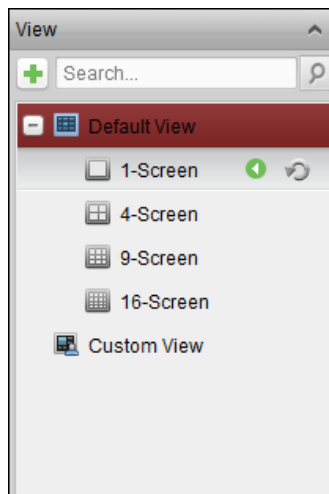 View
Search...
Default View
1-Screen
4-Screen
9-Screen
16-Screen
Custom View